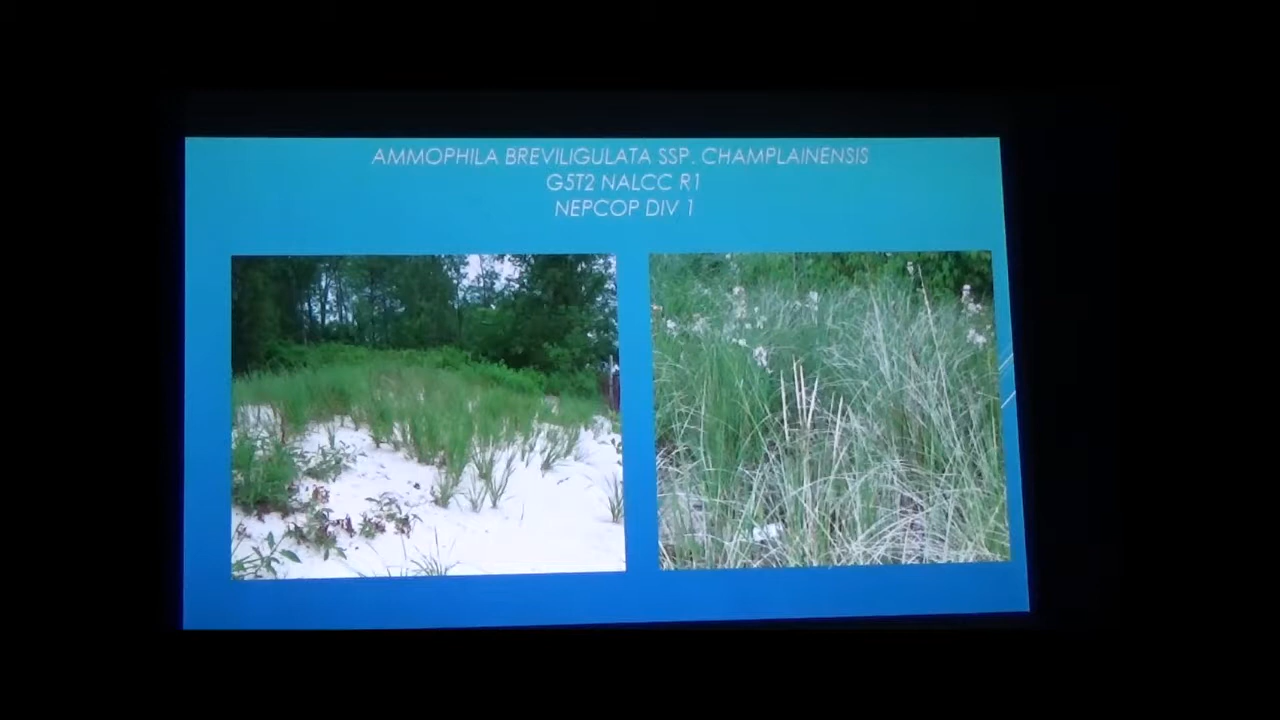 AMMOPHILA BREVILIGULATA SSP. CHAMPLAINENSIS
G5T2 NALCC R1
NEPCOP DIV 1